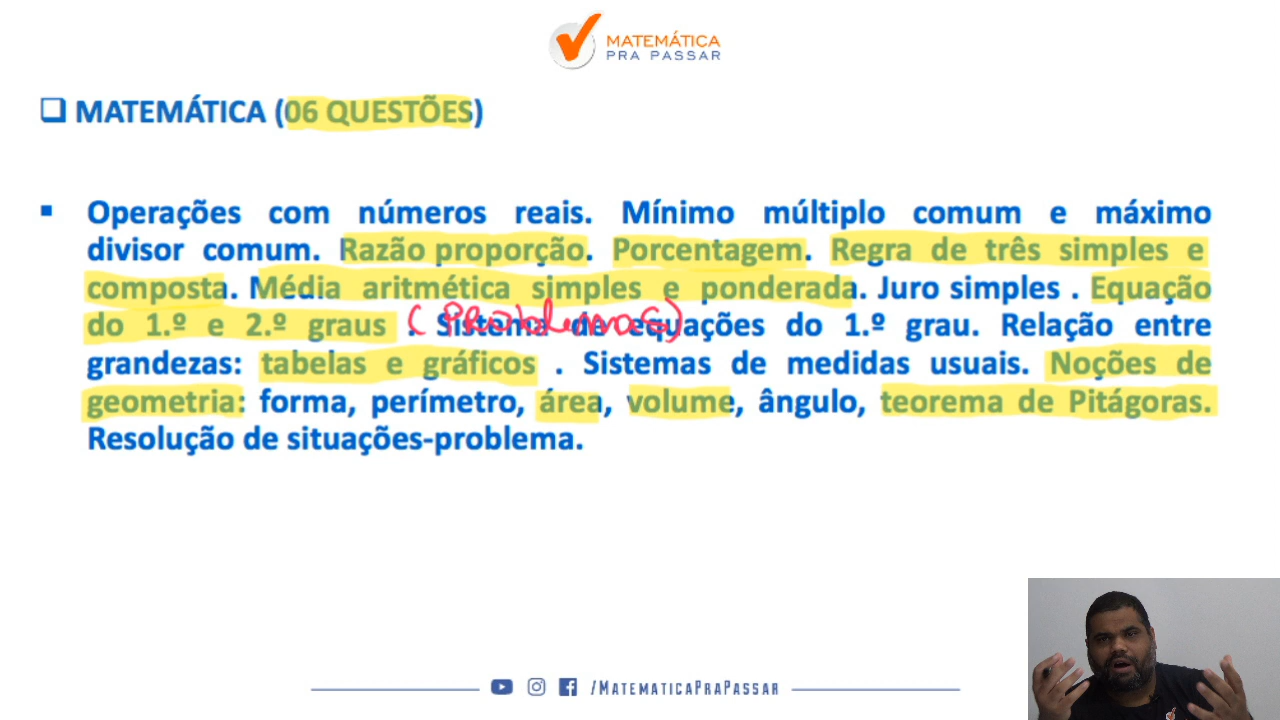 MATEMÁTICA
PRA PASSAR
MATEMÁTICA (06 QUESTÕES)
Operações com números reais. Mínimo múltiplo comum e máximo
divisor comum. Razão proporção. Porcentagem. Regra de três simples e
composta. Média aritmética simples e ponderada. Juro simples . Equação
do 1.º e 2.º graus . Sistema de equações do 1.º grau. Relação entre
(PRoblemas)
grandezas: tabelas e gráficos . Sistemas de medidas usuais. Noções de
geometria: forma, perímetro, área, volume, ângulo, teorema de Pitágoras.
Resolução de situações-problema.
/MATEMATICAPRAPASSAR